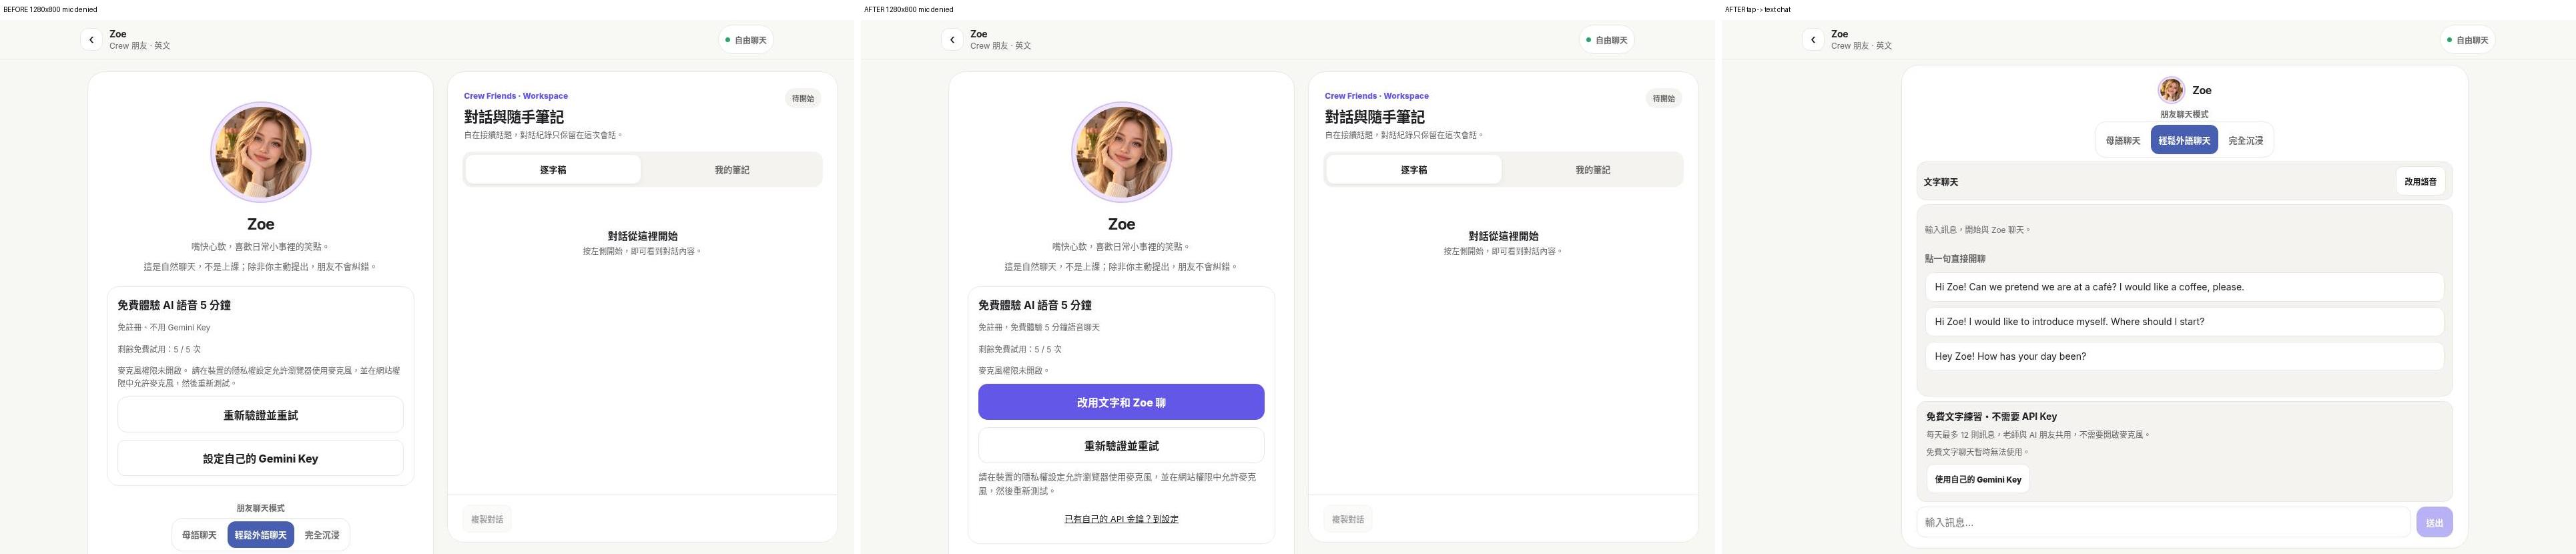 BEFORE 1280x800 mic denied
Zoe
Crew 朋友 · 英文
自由聊天
Zoe
嘴快心軟，喜歡日常小事裡的笑點。
這是自然聊天，不是上課；除非你主動提出，朋友不會糾錯。
免費體驗 AI 語音 5 分鐘
免註冊、不用 Gemini Key
剩餘免費試用：5 / 5 次
麥克風權限未開啟。 請在裝置的隱私權設定允許瀏覽器使用麥克風，並在網站權
限中允許麥克風，然後重新測試。
重新驗證並重試
設定自己的 Gemini Key
朋友聊天模式
母語聊天
輕鬆外語聊天
完全沉浸
Crew Friends · Workspace
待開始
對話與隨手筆記
自在接續話題，對話紀錄只保留在這次會話。
逐字稿
我的筆記
對話從這裡開始
按左側開始，即可看到對話內容。
複製對話
AFTER 1280x800 mic denied
Zoe
Crew 朋友 · 英文
自由聊天
Zoe
嘴快心軟，喜歡日常小事裡的笑點。
這是自然聊天，不是上課；除非你主動提出，朋友不會糾錯。
免費體驗 AI 語音 5 分鐘
免註冊，免費體驗 5 分鐘語音聊天
剩餘免費試用：5 / 5 次
麥克風權限未開啟。
改用文字和 Zoe 聊
重新驗證並重試
請在裝置的隱私權設定允許瀏覽器使用麥克風，並在網站權限中允許麥克
風，然後重新測試。
已有自己的 API 金鑰？到設定
Crew Friends · Workspace
待開始
對話與隨手筆記
自在接續話題，對話紀錄只保留在這次會話。
逐字稿
我的筆記
對話從這裡開始
按左側開始，即可看到對話內容。
複製對話
AFTER tap -> text chat
Zoe
Crew 朋友 · 英文
自由聊天
Zoe
朋友聊天模式
母語聊天
輕鬆外語聊天
完全沉浸
文字聊天
改用語音
輸入訊息，開始與 Zoe 聊天。
點一句直接開聊
Hi Zoe! Can we pretend we are at a café? I would like a coffee, please.
Hi Zoe! I would like to introduce myself. Where should I start?
Hey Zoe! How has your day been?
免費文字練習・不需要 API Key
每天最多 12 則訊息，老師與 AI 朋友共用，不需要開啟麥克風。
免費文字聊天暫時無法使用。
使用自己的 Gemini Key
輸入訊息...
送出